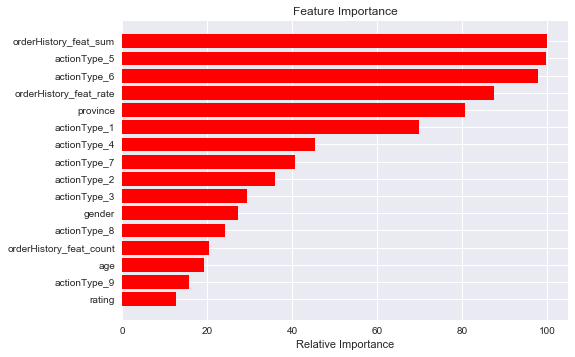 Feature Importance
orderHistory_feat_sum
actionType_5
actionType_6
orderHistory_feat_rate
province
actionType_1
actionType_4
actionType_7
actionType_2
actionType_3
gender
actionType_8
orderHistory_feat_count
age
actionType_9
rating
0 20 40 60 80 100
Relative Importance